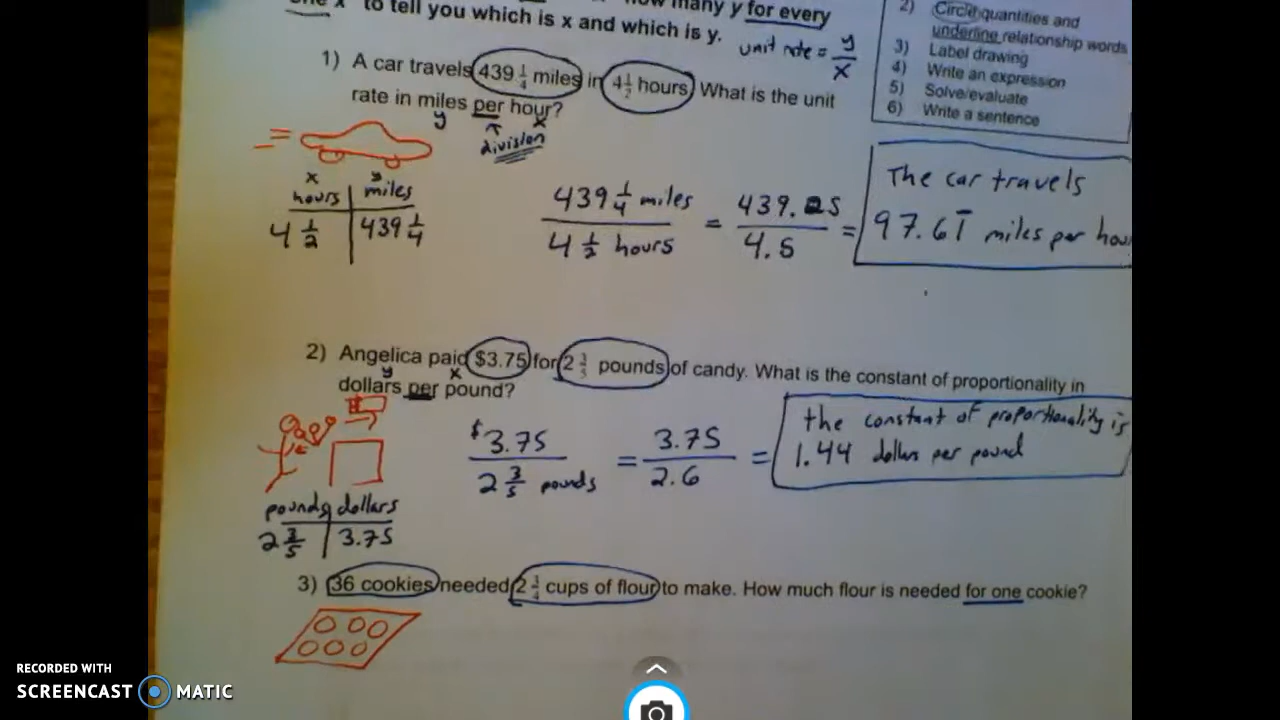 to tell you which is x and which is y.
many y for every
unit rate = y/x
2) Circle quantities and
underline relationship words
3) Label drawing
4) Write an expression
5) Solve/evaluate
6) Write a sentence
1) A car travels 439 1/4 miles in 4 1/2 hours. What is the unit
rate in miles per hour?
y x
division
x y
hours miles
4 1/2 439 1/4
439 1/4 miles / 4 1/2 hours = 439.25 / 4.5 =
The car travels
97.61̅ miles per hou
2) Angelica paid $3.75 for 2 3/5 pounds of candy. What is the constant of proportionality in
y x
dollars per pound?
$3.75 / 2 3/5 pounds = 3.75 / 2.6 =
the constant of proportionality is
1.44 dollars per pound
pounds dollars
2 3/5 3.75
3) 36 cookies needed 2 1/4 cups of flour to make. How much flour is needed for one cookie?
RECORDED WITH
SCREENCAST MATIC